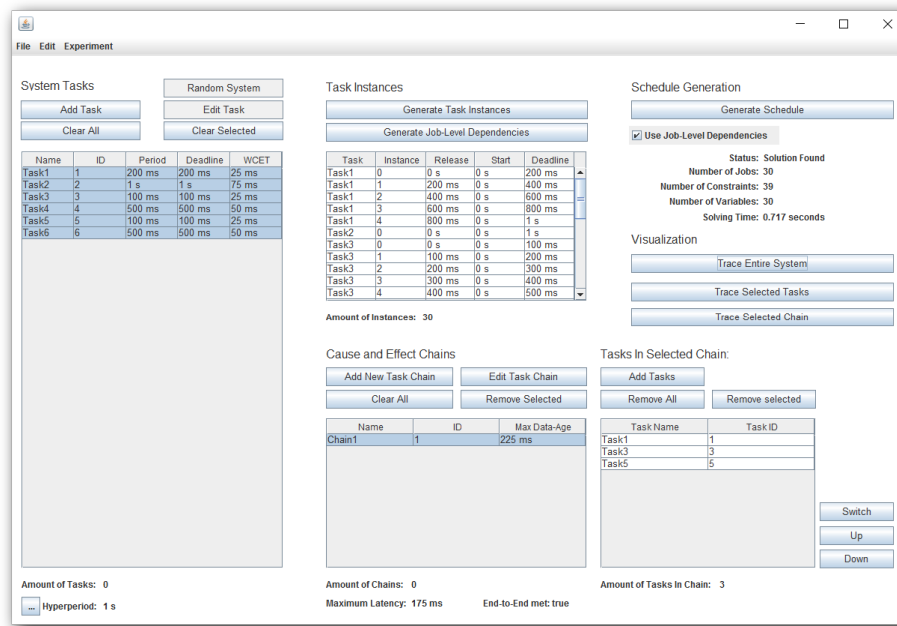 File Edit Experiment
System Tasks
Random System
Add Task
Edit Task
Clear All
Clear Selected
Name ID Period Deadline WCET
Task1 1 200 ms 200 ms 25 ms
Task2 2 1 s 1 s 75 ms
Task3 3 100 ms 100 ms 25 ms
Task4 4 500 ms 500 ms 50 ms
Task5 5 100 ms 100 ms 25 ms
Task6 6 500 ms 500 ms 50 ms
Amount of Tasks: 0
... Hyperperiod: 1 s
Task Instances
Generate Task Instances
Generate Job-Level Dependencies
Task Instance Release Start Deadline
Task1 0 0 s 0 s 200 ms
Task1 1 200 ms 0 s 400 ms
Task1 2 400 ms 0 s 600 ms
Task1 3 600 ms 0 s 800 ms
Task1 4 800 ms 0 s 1 s
Task2 0 0 s 0 s 1 s
Task3 0 0 s 0 s 100 ms
Task3 1 100 ms 0 s 200 ms
Task3 2 200 ms 0 s 300 ms
Task3 3 300 ms 0 s 400 ms
Task3 4 400 ms 0 s 500 ms
Amount of Instances: 30
Schedule Generation
Generate Schedule
Use Job-Level Dependencies
Status: Solution Found
Number of Jobs: 30
Number of Constraints: 39
Number of Variables: 30
Solving Time: 0.717 seconds
Visualization
Trace Entire System
Trace Selected Tasks
Trace Selected Chain
Cause and Effect Chains
Add New Task Chain
Edit Task Chain
Clear All
Remove Selected
Name ID Max Data-Age
Chain1 1 225 ms
Amount of Chains: 0
Maximum Latency: 175 ms End-to-End met: true
Tasks In Selected Chain:
Add Tasks
Remove All
Remove selected
Task Name Task ID
Task1 1
Task3 3
Task5 5
Switch
Up
Down
Amount of Tasks In Chain: 3